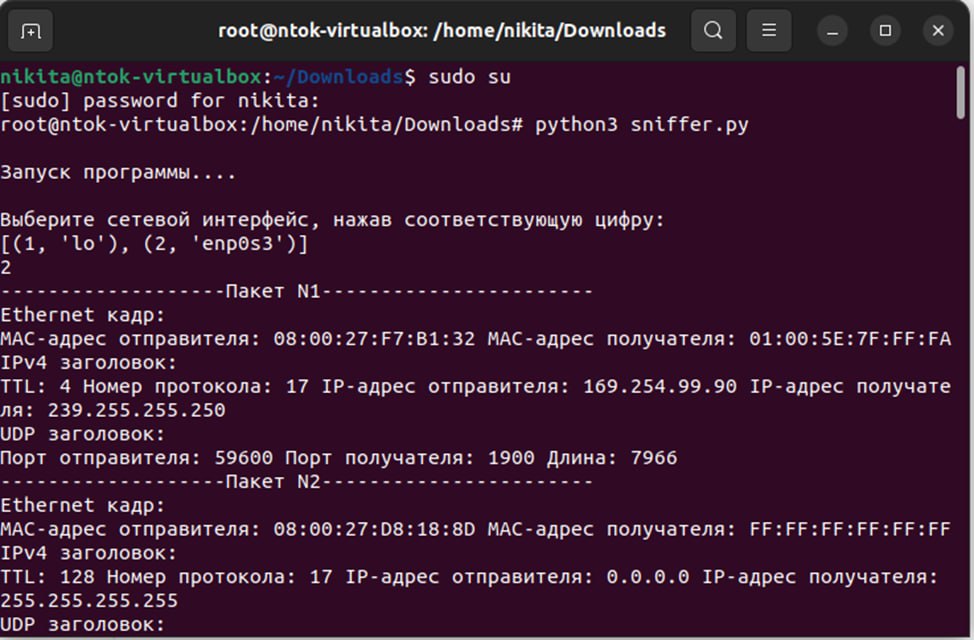 root@ntok-virtualbox: /home/nikita/Downloads
nikita@ntok-virtualbox:~/Downloads$ sudo su
[sudo] password for nikita:
root@ntok-virtualbox:/home/nikita/Downloads# python3 sniffer.py
Запуск программы....
Выберите сетевой интерфейс, нажав соответствующую цифру:
[(1, 'lo'), (2, 'enp0s3')]
2
-------------------Пакет N1-----------------------
Ethernet кадр:
MAC-адрес отправителя: 08:00:27:F7:B1:32 MAC-адрес получателя: 01:00:5E:7F:FF:FA
IPv4 заголовок:
TTL: 4 Номер протокола: 17 IP-адрес отправителя: 169.254.99.90 IP-адрес получате
ля: 239.255.255.250
UDP заголовок:
Порт отправителя: 59600 Порт получателя: 1900 Длина: 7966
-------------------Пакет N2-----------------------
Ethernet кадр:
MAC-адрес отправителя: 08:00:27:D8:18:8D MAC-адрес получателя: FF:FF:FF:FF:FF:FF
IPv4 заголовок:
TTL: 128 Номер протокола: 17 IP-адрес отправителя: 0.0.0.0 IP-адрес получателя:
255.255.255.255
UDP заголовок: